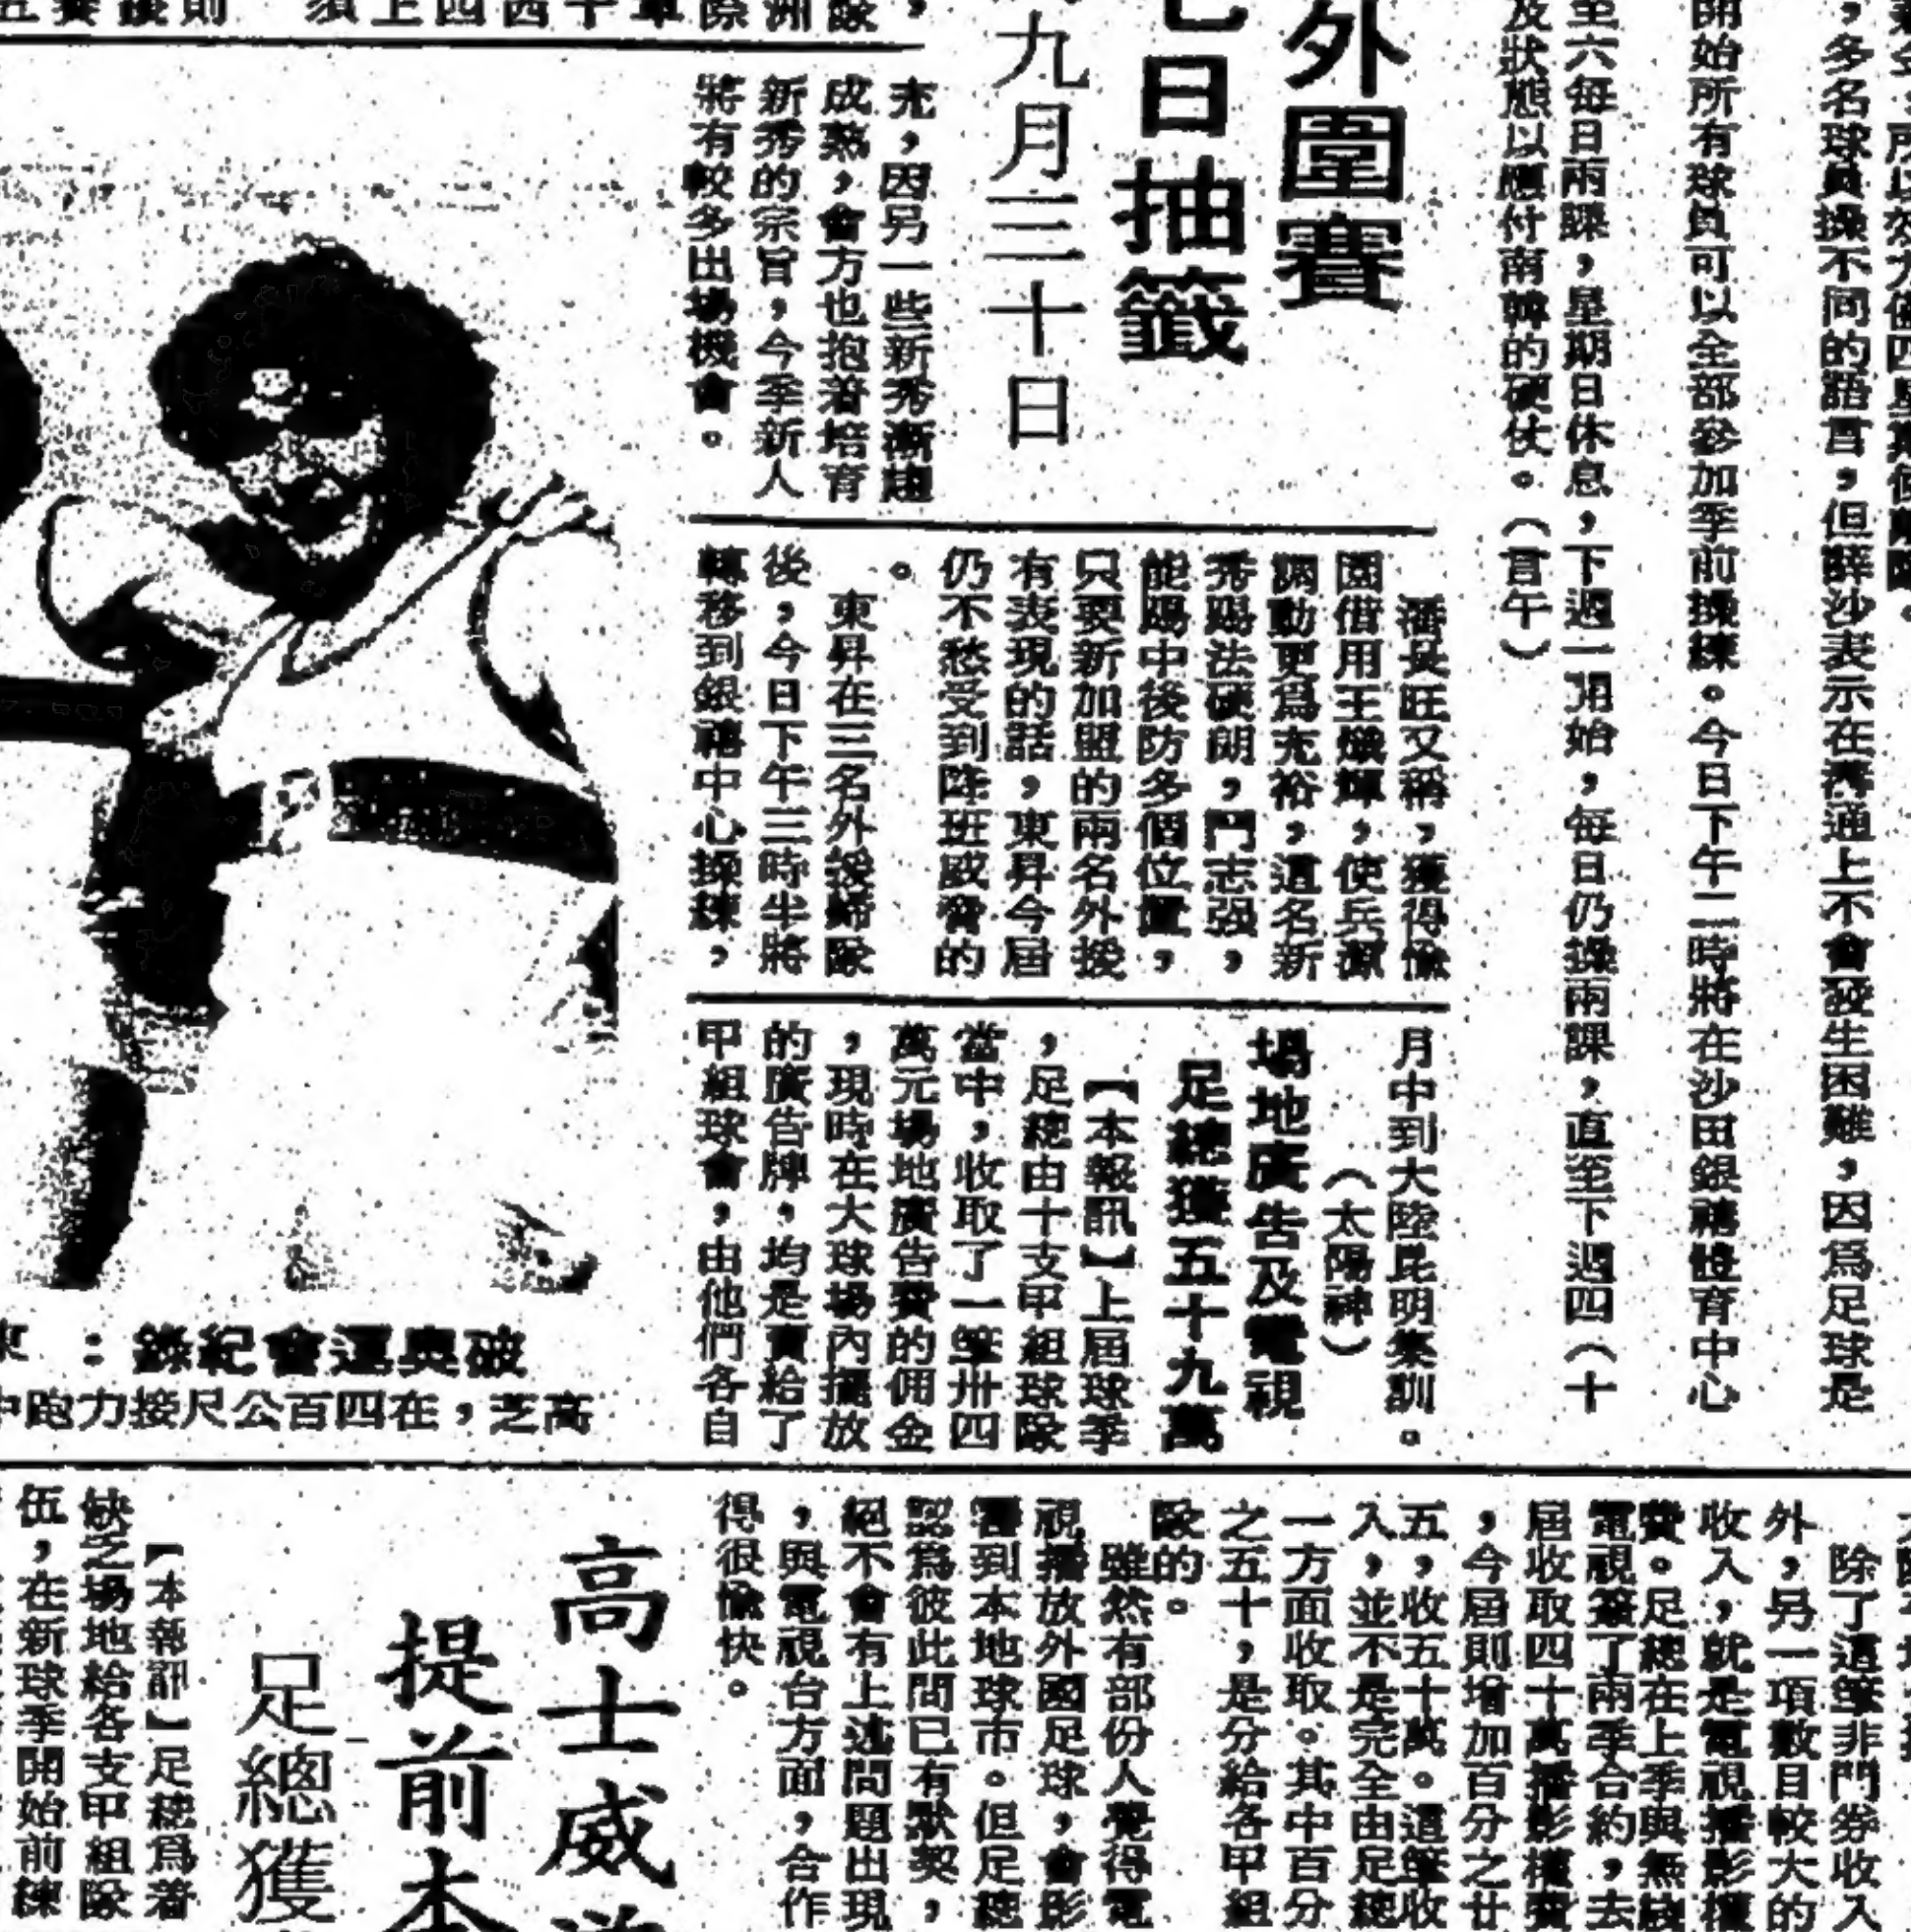 ，多名球員操不同的語言，但薛沙表示在溝通上不會發生困難，因為足球是
開始所有球員可以全部參加季前操練。今日下午二時將在沙田銀禧體育中心
至六每日兩課，星期日休息，下週一開始，每日仍操兩課，直至下週四（十
及狀態以應付南韓的硬仗。（言午）
外圍賽
日抽籤
九月三十日
充，因另一些新秀漸趨
成熟，會方也抱着培育
新秀的宗旨，今季新人
將有較多出場機會。
潘長旺又稱，獲得愉
園借用王熾輝，使兵源
調動更為充裕，這名新
秀踢法硬朗，鬥志强，
能踢中後防多個位置，
只要新加盟的兩名外援
有表現的話，東昇今屆
仍不愁受到降班威脅的
。
東昇在三名外援歸隊
後，今日下午三時半將
轉移到銀禧中心操練，
月中到大陸昆明集訓。
（太陽神）
場地廣告及電視
足總獲五十九萬
【本報訊】上屆球季
，足總由十支甲組球隊
當中，收取了一筆卅四
萬元場地廣告費的佣金
，現時在大球場內擺放
的廣告牌，均是賣給了
甲組球會，由他們各自
破奧運會紀錄：
高芝，在四百公尺接力跑中
除了這筆非門券收入
外，另一項數目較大的
收入，就是電視播影權
費。足總在上季與無綫
電視簽了兩季合約，去
屆收取四十萬播影權費
，今屆則增加百分之廿
五，收五十萬。這筆收
入，並不是完全由足總
一方面收取。其中百分
之五十，是分給各甲組
隊的。
雖然有部份人覺得電
視播放外國足球，會影
響到本地球市。但足總
認為彼此間已有默契，
絕不會有上述問題出現
，與電視台方面，合作
得很愉快。
高士威道
提前本
足總獲
【本報訊】足總為着
缺乏場地給各支甲組隊
伍，在新球季開始前練